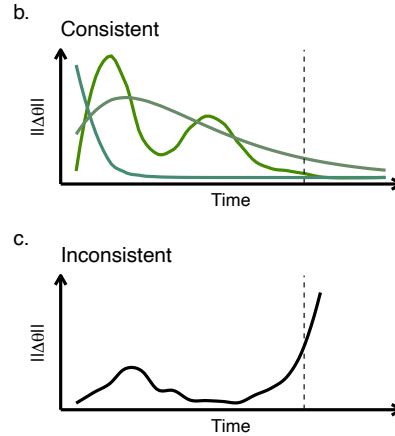 b.
Consistent
||Δθ||
Time
c.
Inconsistent
||Δθ||
Time